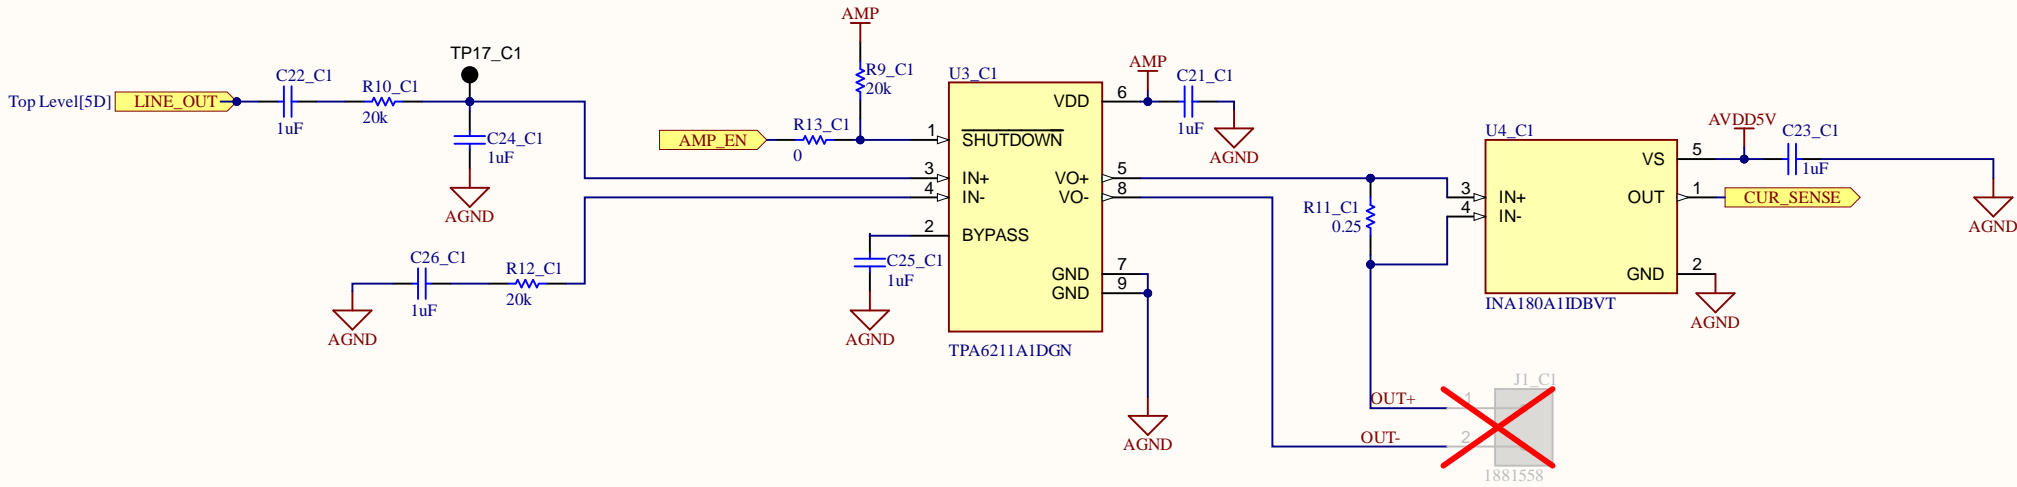 AMP
TP17_C1
C22_C1
R10_C1
Top Level[5D]
LINE_OUT
1uF
20k
C24_C1
1uF
AGND
R9_C1
20k
AMP_EN
R13_C1
0
C26_C1
R12_C1
1uF
20k
AGND
C25_C1
1uF
AGND
U3_C1
1
SHUTDOWN
3
IN+
4
IN-
2
BYPASS
VDD
6
VO+
5
VO-
8
GND
7
GND
9
TPA6211A1DGN
AMP
C21_C1
1uF
AGND
AGND
R11_C1
0.25
U4_C1
3
IN+
4
IN-
VS
5
OUT
1
GND
2
INA180A1IDBVT
AVDD5V
C23_C1
1uF
CUR_SENSE
AGND
AGND
J1_C1
OUT+
1
OUT-
2
1881558